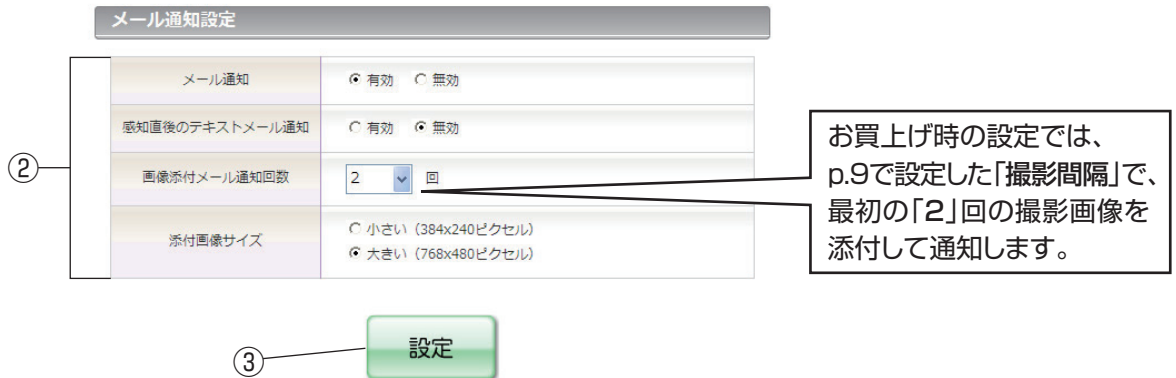 メール通知設定
②
メール通知 有効 無効
感知直後のテキストメール通知 有効 無効
画像添付メール通知回数 2 回
添付画像サイズ 小さい（384x240ピクセル）
大きい（768x480ピクセル）
お買上げ時の設定では、
p.9で設定した「撮影間隔」で、
最初の「2」回の撮影画像を
添付して通知します。
③ 設定